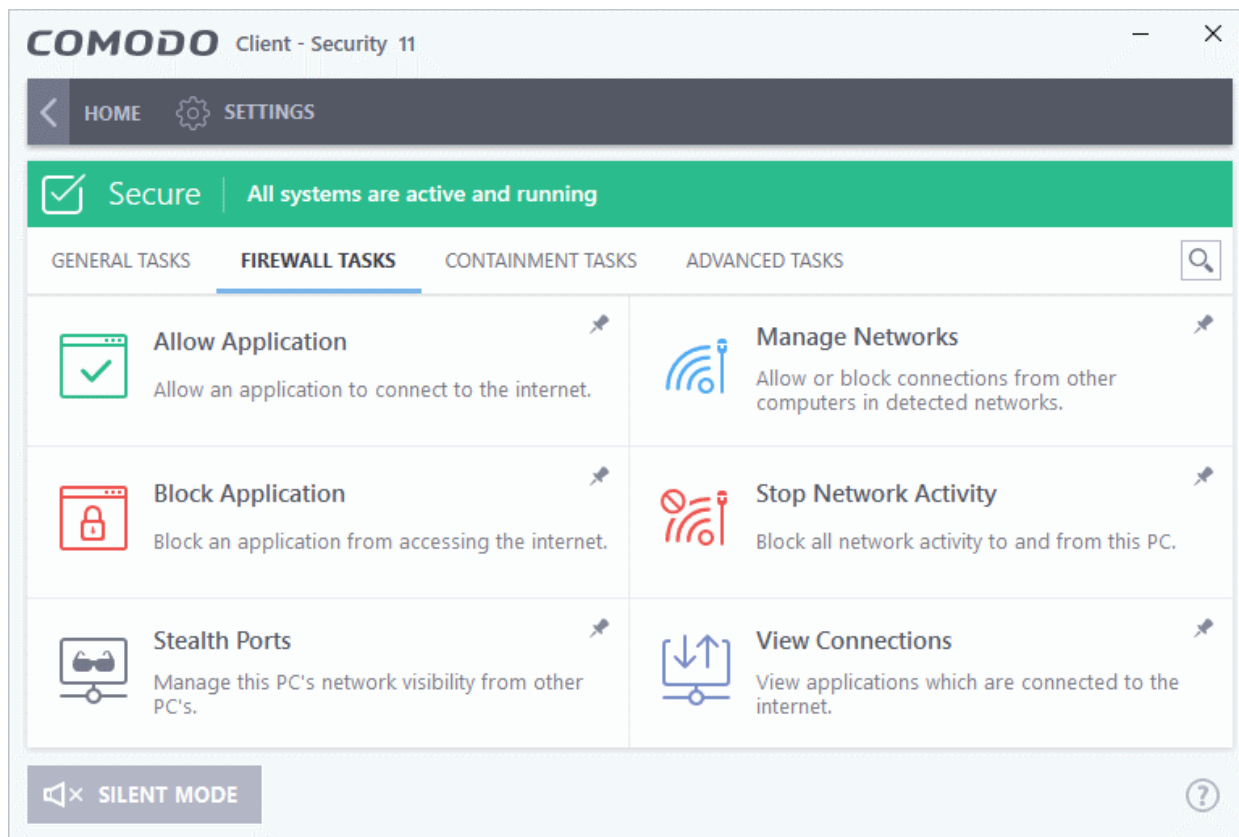 COMODO Client - Security 11
HOME SETTINGS
Secure All systems are active and running
GENERAL TASKS FIREWALL TASKS CONTAINMENT TASKS ADVANCED TASKS
Allow Application
Allow an application to connect to the internet.
Manage Networks
Allow or block connections from other
computers in detected networks.
Block Application
Block an application from accessing the internet.
Stop Network Activity
Block all network activity to and from this PC.
Stealth Ports
Manage this PC's network visibility from other
PC's.
View Connections
View applications which are connected to the
internet.
SILENT MODE
?